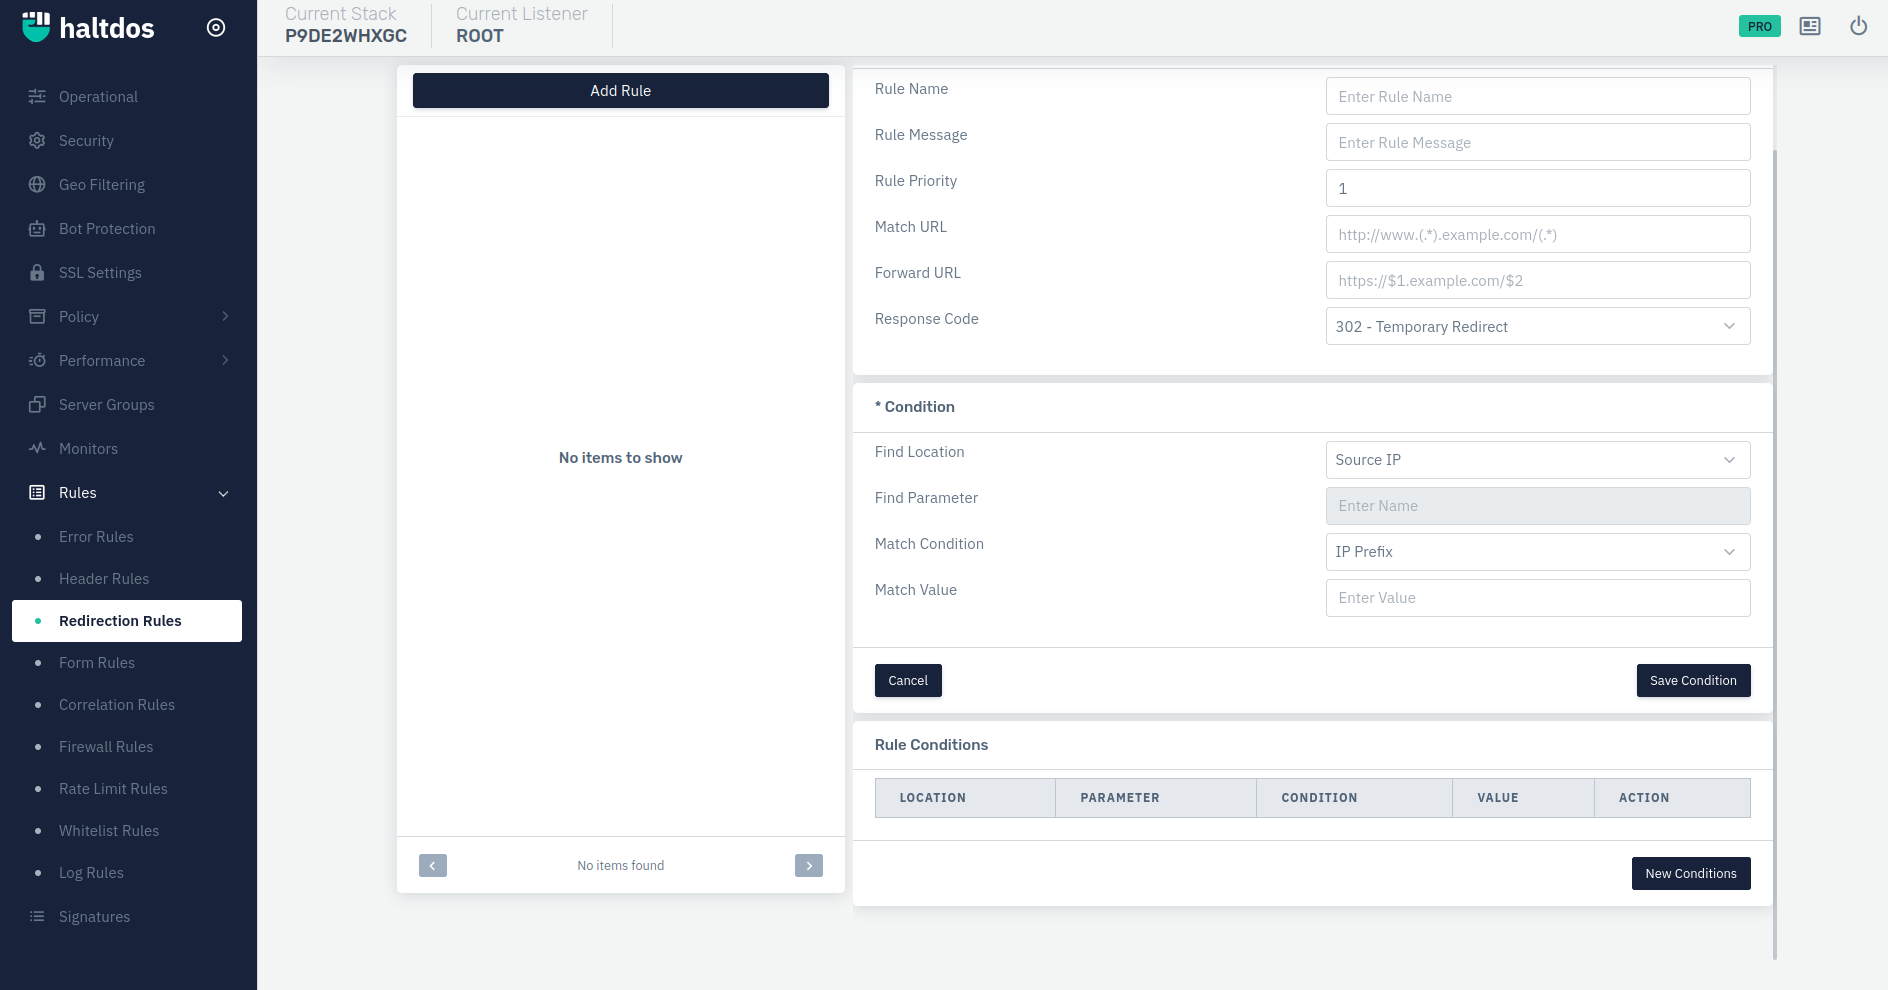 haltdos
Operational
Security
Geo Filtering
Bot Protection
SSL Settings
Policy
Performance
Server Groups
Monitors
Rules
Error Rules
Header Rules
Redirection Rules
Form Rules
Correlation Rules
Firewall Rules
Rate Limit Rules
Whitelist Rules
Log Rules
Signatures
Current Stack
P9DE2WHXGC
Current Listener
ROOT
PRO
Add Rule
No items to show
No items found
Rule Name
Enter Rule Name
Rule Message
Enter Rule Message
Rule Priority
1
Match URL
http://www.(.*).example.com/(.*)
Forward URL
https://$1.example.com/$2
Response Code
302 - Temporary Redirect
* Condition
Find Location
Source IP
Find Parameter
Enter Name
Match Condition
IP Prefix
Match Value
Enter Value
Cancel
Save Condition
Rule Conditions
LOCATION PARAMETER CONDITION VALUE ACTION
New Conditions